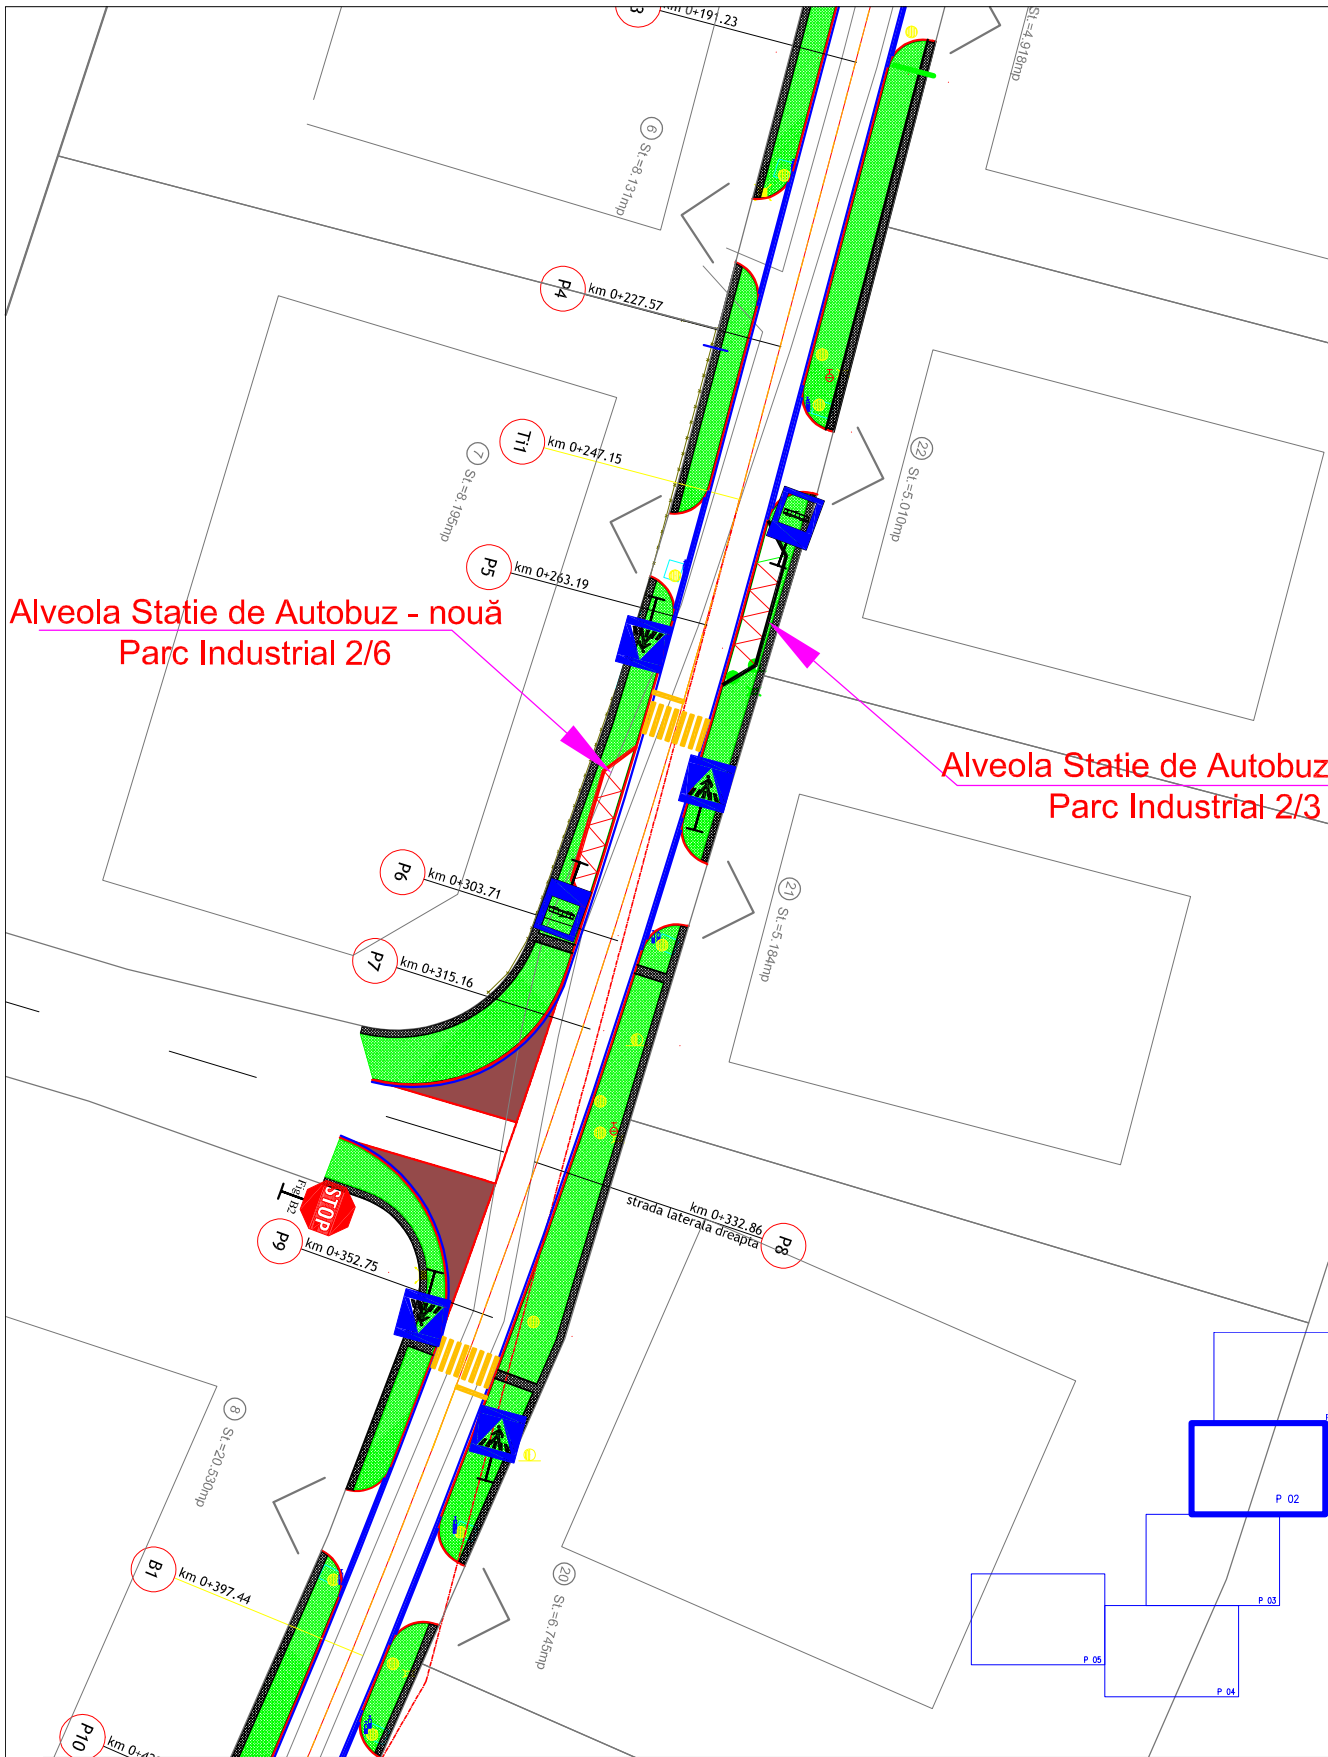 km 0+191.23
St.=4.918mp
6 St.=8.131mp
P4 km 0+227.57
Ti1 km 0+247.15
7 St.=8.195mp
22 St.=5.010mp
P5 km 0+263.19
Alveola Statie de Autobuz - nouă
Parc Industrial 2/6
Alveola Statie de Autobuz
Parc Industrial 2/3
P6 km 0+303.71
21 St.=5.184mp
P7 km 0+315.16
STOP
Fig. B2
km 0+332.86 P8
strada laterala dreapta
P9 km 0+352.75
8 St.=20.530mp
P 02
B1 km 0+397.44
20 St.=6.745mp
P 03
P 05
P 04
P10